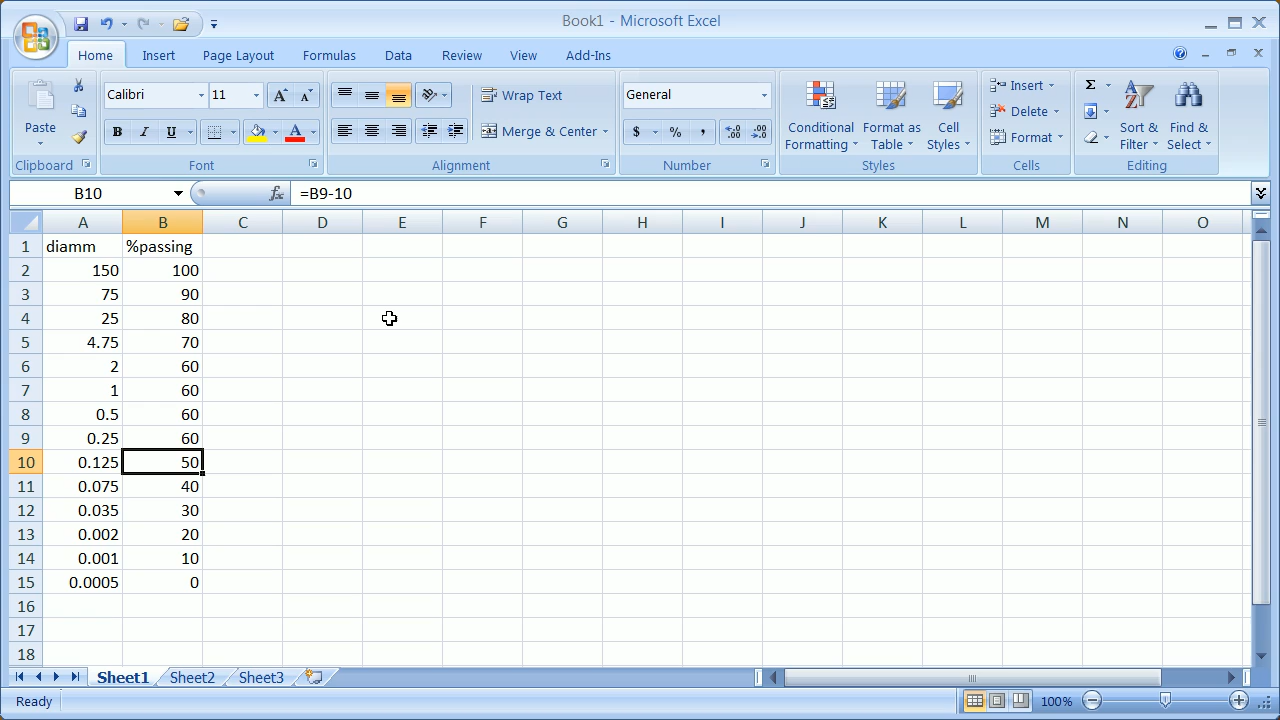 Book1 - Microsoft Excel
Home Insert Page Layout Formulas Data Review View Add-Ins
Calibri 11 Wrap Text General Insert Σ
Paste B I U A Merge & Center $ % , Conditional Formatting Format as Table Cell Styles Delete Format Sort & Filter Find & Select
Clipboard Font Alignment Number Styles Cells Editing
B10 fx =B9-10
A B C D E F G H I J K L M N O
1 diamm %passing
2 150 100
3 75 90
4 25 80
5 4.75 70
6 2 60
7 1 60
8 0.5 60
9 0.25 60
10 0.125 50
11 0.075 40
12 0.035 30
13 0.002 20
14 0.001 10
15 0.0005 0
16
17
18
Sheet1 Sheet2 Sheet3
Ready 100%